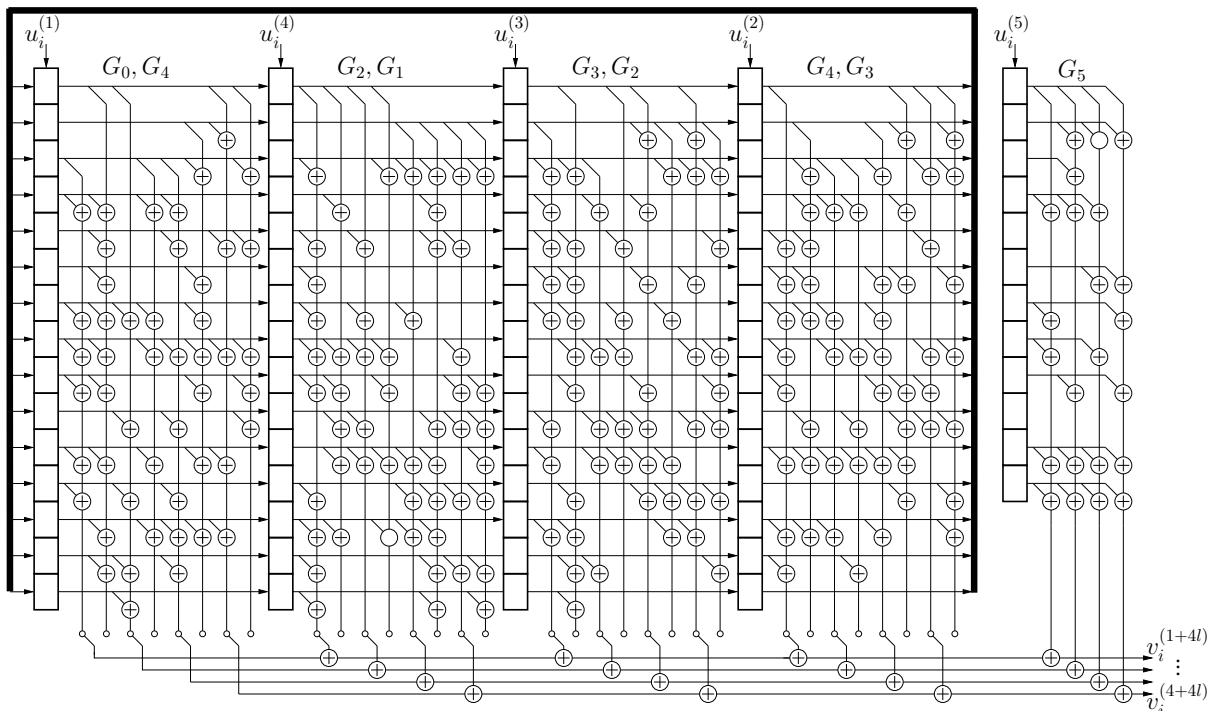 u_i^{(1)} u_i^{(4)} u_i^{(3)} u_i^{(2)} u_i^{(5)}
G_0, G_4 G_2, G_1 G_3, G_2 G_4, G_3 G_5
v_i^{(1+4l)}
⋮
v_i^{(4+4l)}